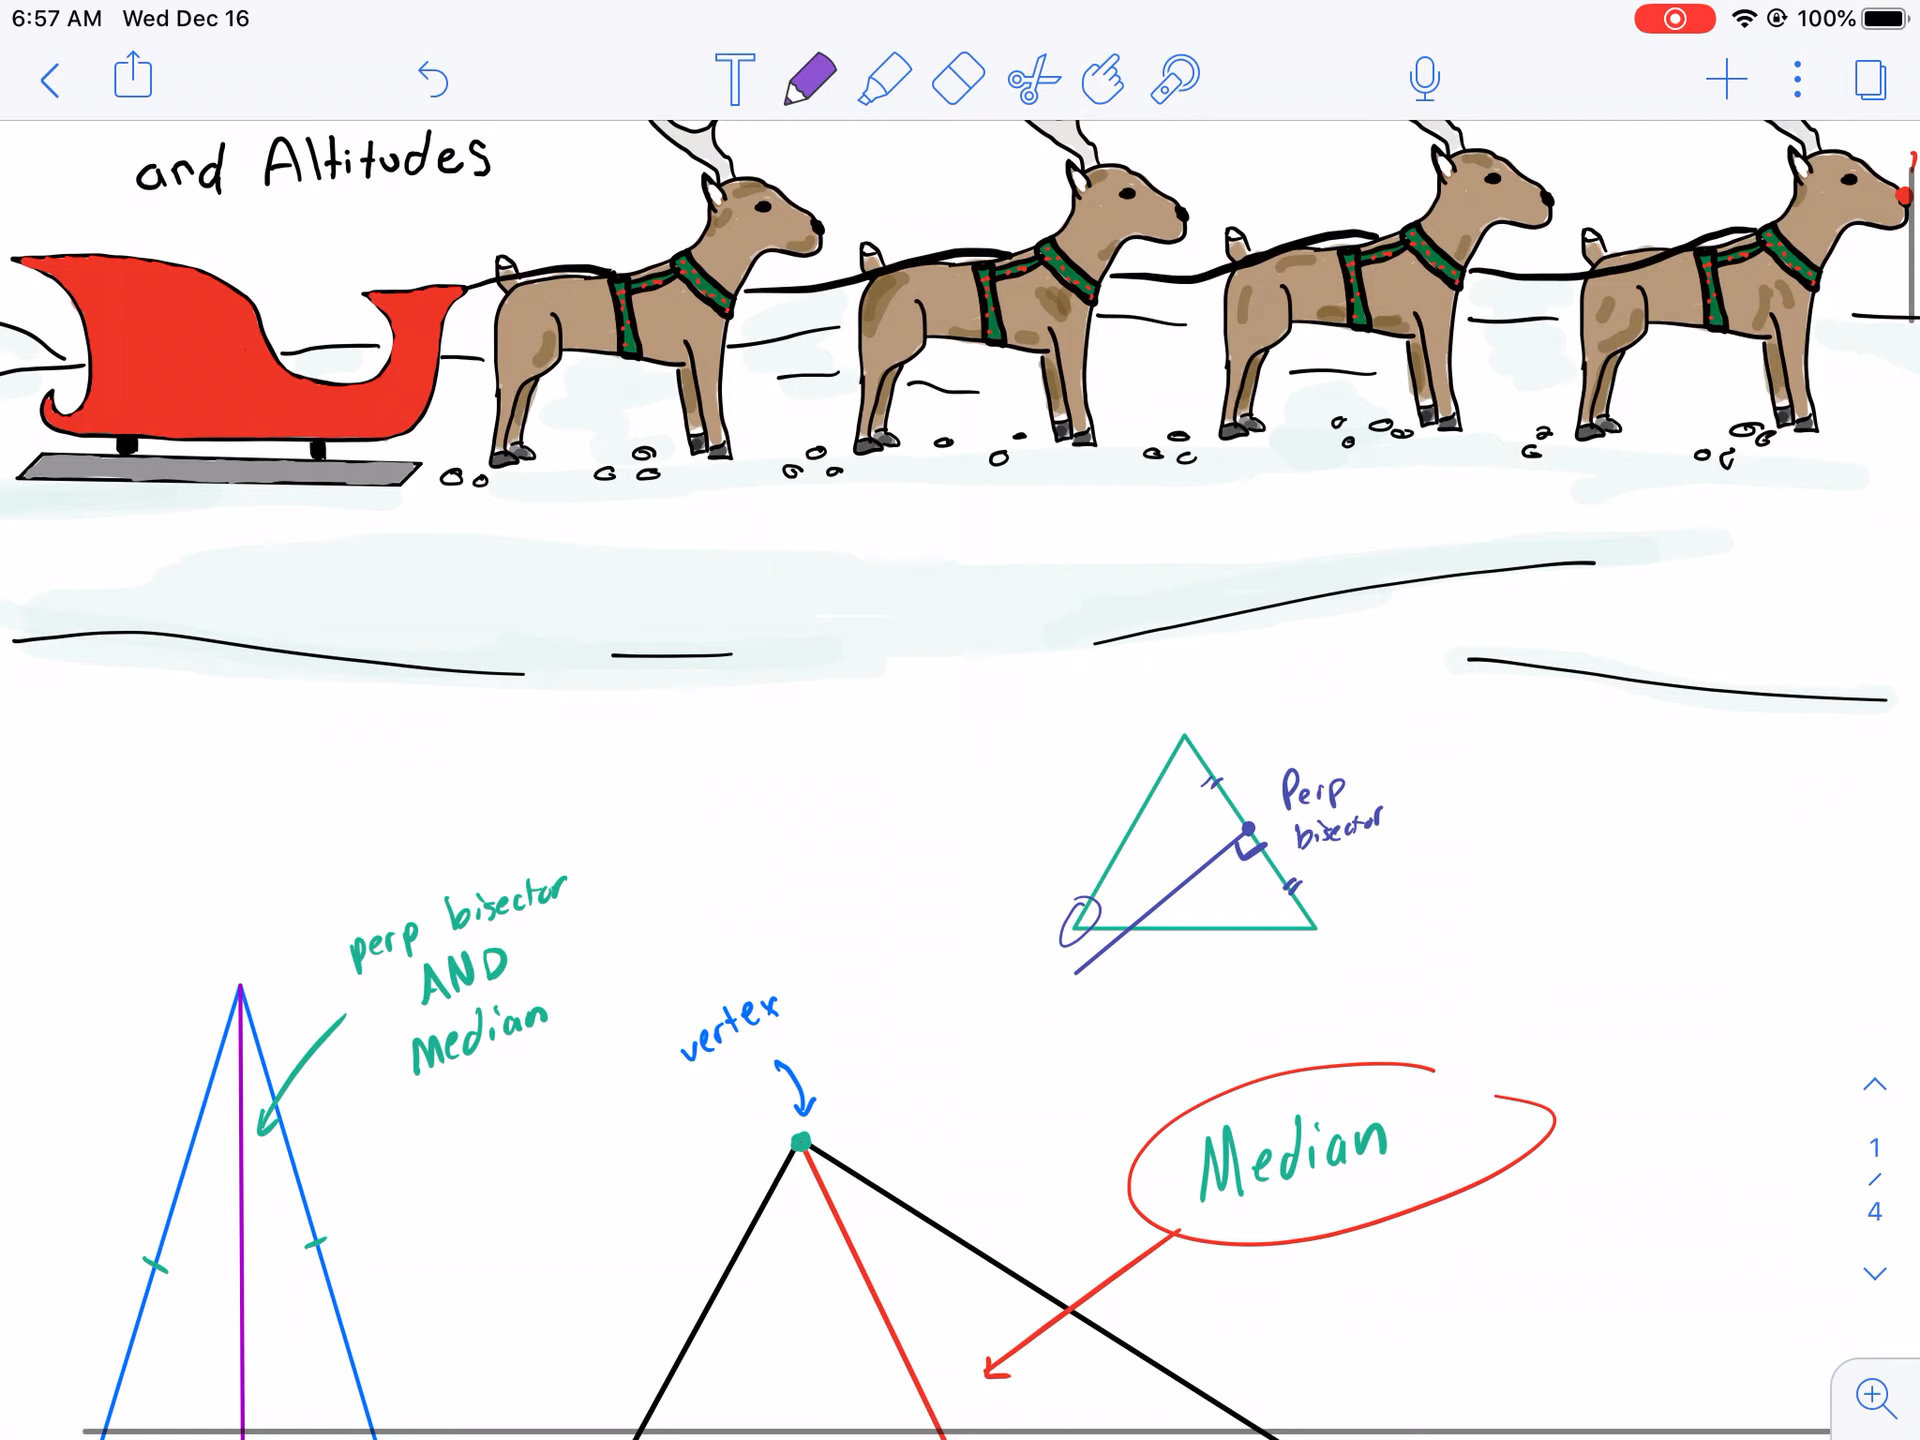 6:57 AM Wed Dec 16
100%
T
and Altitudes
Perp
bisector
perp bisector
AND
Median
vertex
Median
1
/
4